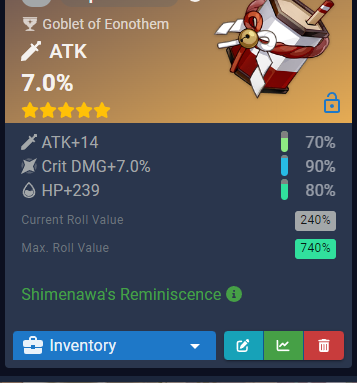 Goblet of Eonothem
ATK
7.0%
ATK+14 70%
Crit DMG+7.0% 90%
HP+239 80%
Current Roll Value 240%
Max. Roll Value 740%
Shimenawa's Reminiscence
Inventory